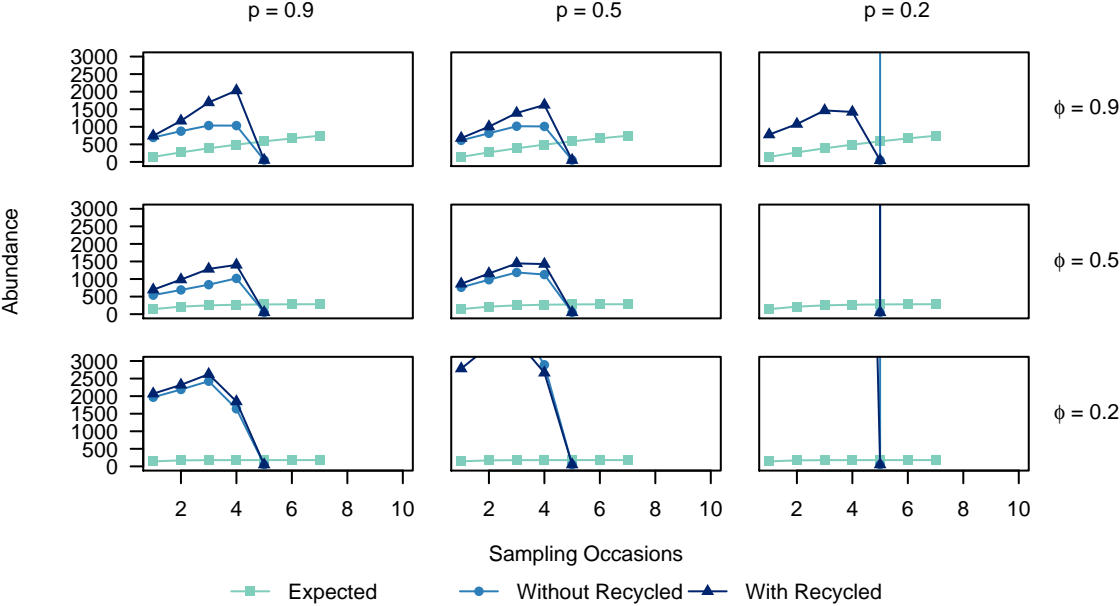 p = 0.9 p = 0.5 p = 0.2
3000
2500
2000
1500
1000
500
0
ϕ = 0.9
3000
2500
2000
1500
1000
500
0
ϕ = 0.5
3000
2500
2000
1500
1000
500
0
ϕ = 0.2
Abundance
2 4 6 8 10 2 4 6 8 10 2 4 6 8 10
Sampling Occasions
Expected Without Recycled With Recycled